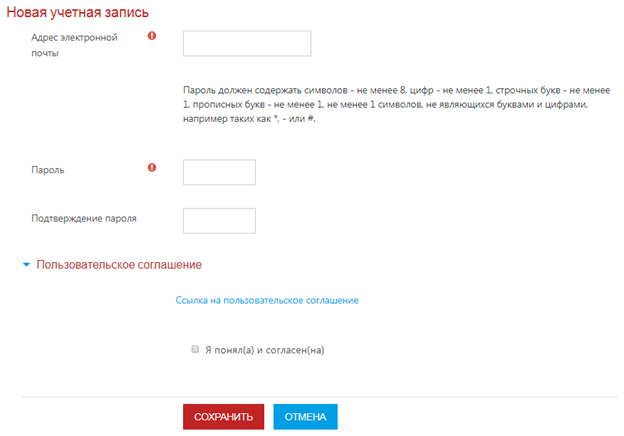 Новая учетная запись
Адрес электронной
почты
Пароль должен содержать символов - не менее 8, цифр - не менее 1, строчных букв - не менее
1, прописных букв - не менее 1, не менее 1 символов, не являющихся буквами и цифрами,
например таких как *, - или #,
Пароль
Подтверждение пароля
Пользовательское соглашение
Ссылка на пользовательское соглашение
Я понял(а) и согласен(на)
СОХРАНИТЬ ОТМЕНА